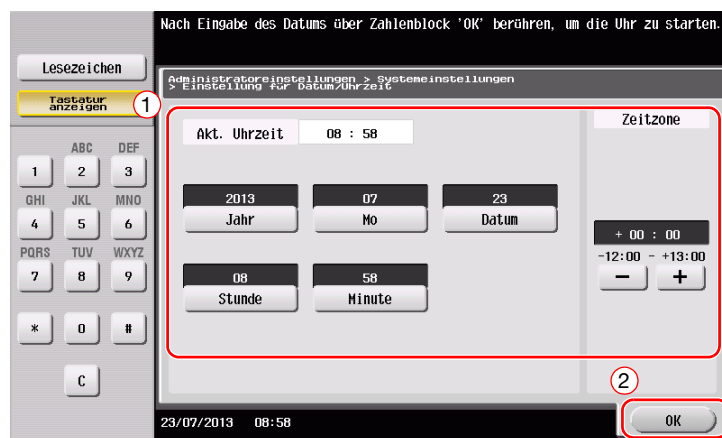 Nach Eingabe des Datums über Zahlenblock 'OK' berühren, um die Uhr zu starten.
Lesezeichen
Tastatur
anzeigen
1
Administratoreinstellungen > Systemeinstellungen
> Einstellung für Datum/Uhrzeit
Akt. Uhrzeit 08 : 58
Zeitzone
ABC DEF
1 2 3
GHI JKL MNO
4 5 6
PQRS TUV WXYZ
7 8 9
* 0 #
C
2013 07 23
Jahr Mo Datum
08 58
Stunde Minute
+ 00 : 00
-12:00 - +13:00
− +
2
OK
23/07/2013 08:58